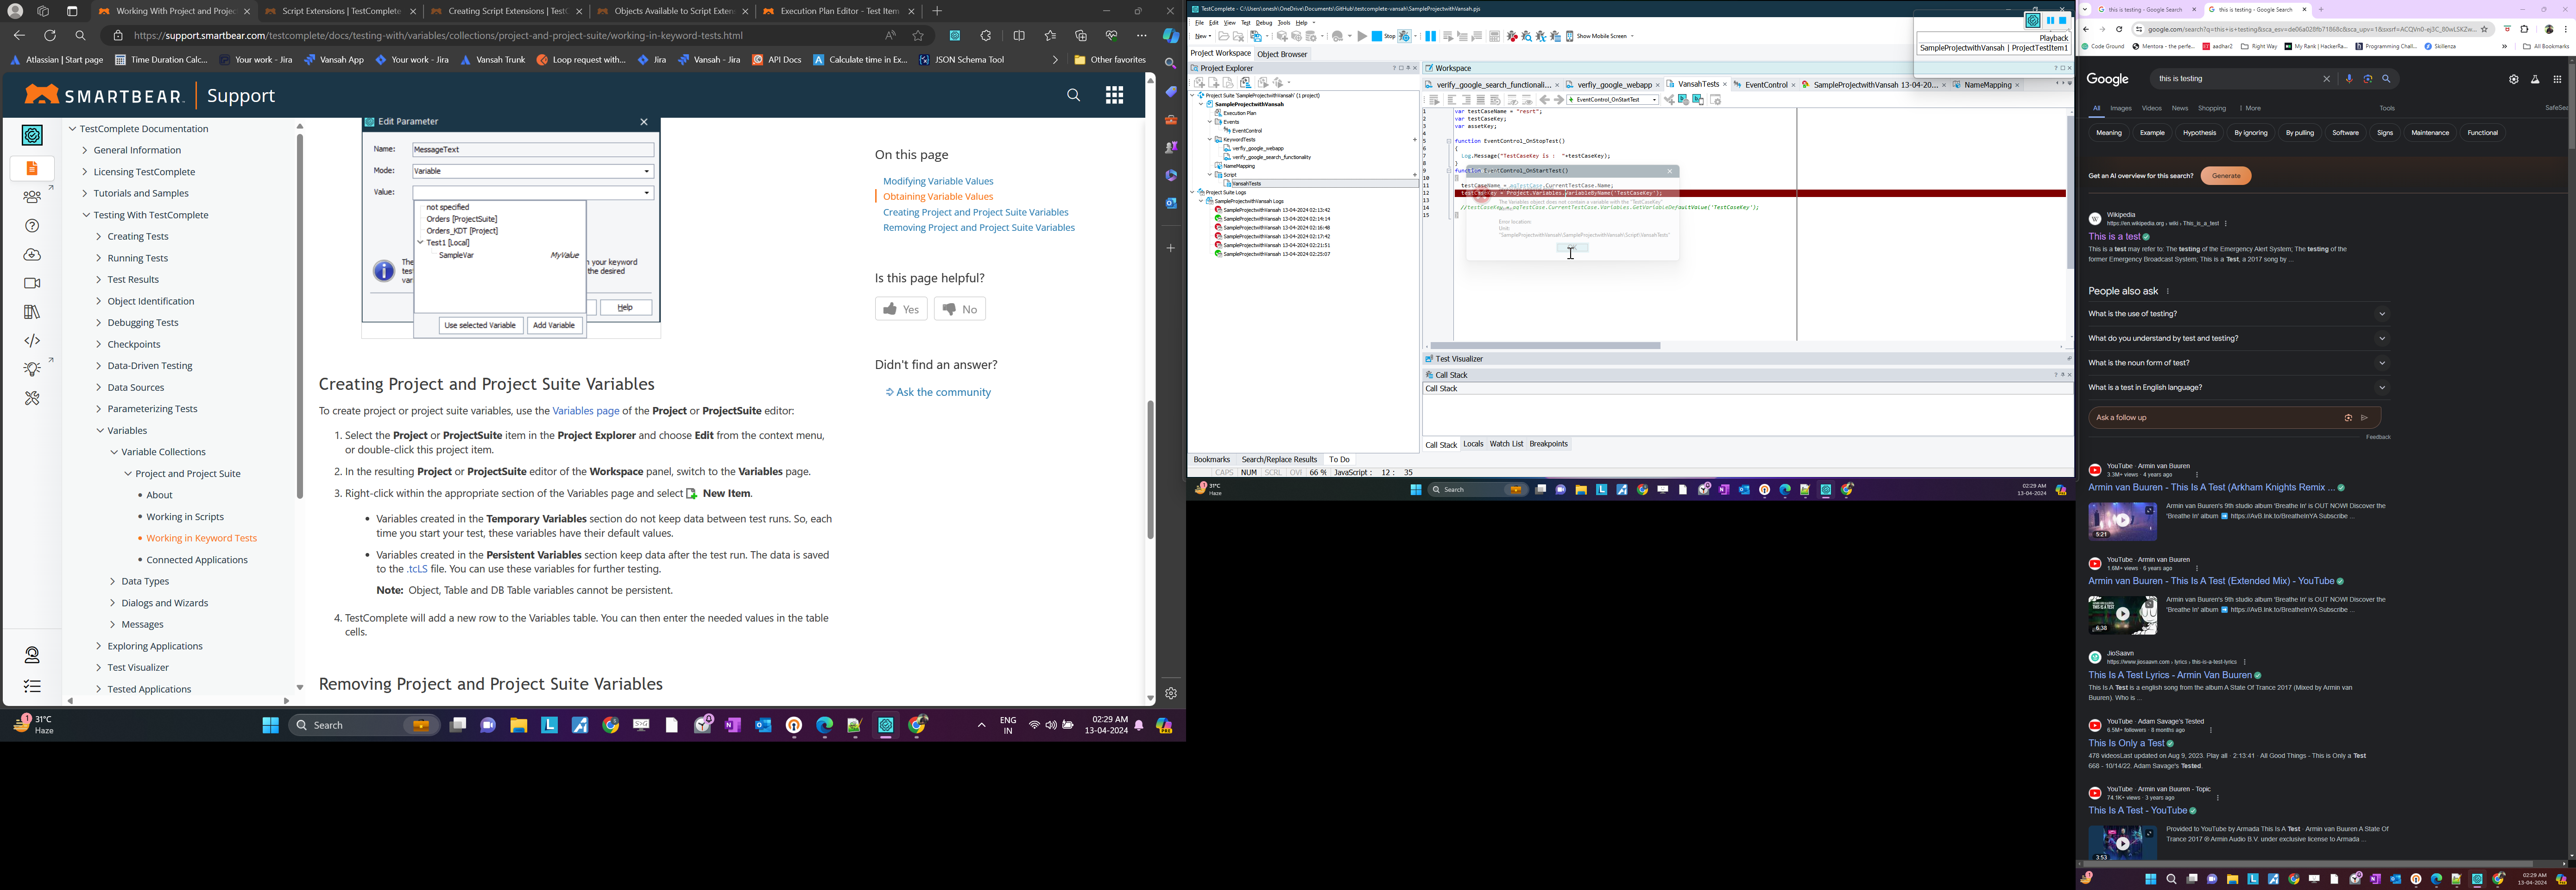 Working With Project and Projec
Script Extensions | TestComplete
Creating Script Extensions | TestC
Objects Available to Script Exten
Execution Plan Editor - Test Item
https://support.smartbear.com/testcomplete/docs/testing-with/variables/collections/project-and-project-suite/working-in-keyword-tests.html
Atlassian | Start page
Time Duration Calc...
Your work - Jira
Vansah App
Your work - Jira
Vansah Trunk
Loop request with...
Jira
Vansah - Jira
API Docs
Calculate time in Ex...
JSON Schema Tool
Other favorites
SMARTBEAR
Support
TestComplete Documentation
General Information
Licensing TestComplete
Tutorials and Samples
Testing With TestComplete
Creating Tests
Running Tests
Test Results
Object Identification
Debugging Tests
Checkpoints
Data-Driven Testing
Data Sources
Parameterizing Tests
Variables
Variable Collections
Project and Project Suite
About
Working in Scripts
Working in Keyword Tests
Connected Applications
Data Types
Dialogs and Wizards
Messages
Exploring Applications
Test Visualizer
Tested Applications
Edit Parameter
Name: MessageText
Mode: Variable
Value:
not specified
Orders [ProjectSuite]
Orders_KDT [Project]
Test1 [Local]
SampleVar MyValue
The
tes
var
n your keyword
the desired
Help
Use selected Variable Add Variable
Creating Project and Project Suite Variables
To create project or project suite variables, use the Variables page of the Project or ProjectSuite editor:
1. Select the Project or ProjectSuite item in the Project Explorer and choose Edit from the context menu,
or double-click this project item.
2. In the resulting Project or ProjectSuite editor of the Workspace panel, switch to the Variables page.
3. Right-click within the appropriate section of the Variables page and select New Item.
• Variables created in the Temporary Variables section do not keep data between test runs. So, each
time you start your test, these variables have their default values.
• Variables created in the Persistent Variables section keep data after the test run. The data is saved
to the .tcLS file. You can use these variables for further testing.
Note: Object, Table and DB Table variables cannot be persistent.
4. TestComplete will add a new row to the Variables table. You can then enter the needed values in the table
cells.
Removing Project and Project Suite Variables
On this page
Modifying Variable Values
Obtaining Variable Values
Creating Project and Project Suite Variables
Removing Project and Project Suite Variables
Is this page helpful?
Yes No
Didn't find an answer?
Ask the community
31°C
Haze
Search
ENG
IN
02:29 AM
13-04-2024
TestComplete - C:\Users\onesh\OneDrive\Documents\GitHub\testcomplete-vansah\SampleProjectwithVansah.pjs
File Edit View Test Debug Tools Help
New
Stop
Show Mobile Screen
Playback
SampleProjectwithVansah | ProjectTestItem1
Project Workspace Object Browser
Project Explorer
Project Suite 'SampleProjectwithVansah' (1 project)
SampleProjectwithVansah
Execution Plan
Events
EventControl
KeywordTests
verfiy_google_webapp
verify_google_search_functionality
NameMapping
Script
VansahTests
Project Suite Logs
SampleProjectwithVansah Logs
SampleProjectwithVansah 13-04-2024 02:13:42
SampleProjectwithVansah 13-04-2024 02:14:14
SampleProjectwithVansah 13-04-2024 02:16:48
SampleProjectwithVansah 13-04-2024 02:17:42
SampleProjectwithVansah 13-04-2024 02:21:51
SampleProjectwithVansah 13-04-2024 02:25:07
Bookmarks Search/Replace Results To Do
CAPS NUM SCRL OVI 66 % JavaScript : 12 : 35
Workspace
verify_google_search_functionali...
verfiy_google_webapp
VansahTests
EventControl
SampleProjectwithVansah 13-04-20...
NameMapping
EventControl_OnStartTest
1 var testCaseName = "resrt";
2 var testCaseKey;
3 var assetKey;
4
5 function EventControl_OnStopTest()
6 {
7 Log.Message("TestCaseKey is : "+testCaseKey);
8 }
9 function EventControl_OnStartTest()
10 {
11 testCaseName = aqTestCase.CurrentTestCase.Name;
12 testCaseKey = Project.Variables.VariableByName('TestCaseKey');
13
14 //testCaseKey = aqTestCase.CurrentTestCase.Variables.GetVariableDefaultValue('TestCaseKey');
15 }
The Variables object does not contain a variable with the "TestCaseKey"
Error location:
Unit:
"SampleProjectwithVansah\SampleProjectwithVansah\Script\VansahTests"
OK
Test Visualizer
Call Stack
Call Stack
Call Stack Locals Watch List Breakpoints
31°C
Haze
Search
02:29 AM
13-04-2024
this is testing - Google Search
this is testing - Google Search
Code Ground
Mentora - the perfe...
aadhar2
Right Way
My Rank | HackerRa...
Programming Chall...
Skillenza
All Bookmarks
Google
this is testing
All Images Videos News Shopping More Tools SafeSea
Meaning Example Hypothesis By ignoring By pulling Software Signs Maintenance Functional
Get an AI overview for this search? Generate
Wikipedia
https://en.wikipedia.org › wiki › This_is_a_test
This is a test
This is a test may refer to: The testing of the Emergency Alert System; The testing of the
former Emergency Broadcast System; This is a Test, a 2017 song by ...
People also ask
What is the use of testing?
What do you understand by test and testing?
What is the noun form of test?
What is a test in English language?
Ask a follow up
Feedback
YouTube · Armin van Buuren
3.3M+ views · 4 years ago
Armin van Buuren - This Is A Test (Arkham Knights Remix ...
Armin van Buuren's 9th studio album 'Breathe In' is OUT NOW! Discover the
'Breathe In' album https://AvB.lnk.to/BreatheInYA Subscribe ...
5:21
YouTube · Armin van Buuren
1.6M+ views · 6 years ago
Armin van Buuren - This Is A Test (Extended Mix) - YouTube
Armin van Buuren's 9th studio album 'Breathe In' is OUT NOW! Discover the
'Breathe In' album https://AvB.lnk.to/BreatheInYA Subscribe ...
6:38
JioSaavn
https://www.jiosaavn.com › lyrics › this-is-a-test-lyrics
This Is A Test Lyrics - Armin Van Buuren
This Is A Test is a english song from the album A State Of Trance 2017 (Mixed by Armin van
Buuren). Who is ...
YouTube · Adam Savage's Tested
6.5M+ followers · 8 months ago
This Is Only a Test
478 videosLast updated on Aug 9, 2023. Play all · 2:13:41 · All Good Things - This is Only a Test
668 - 10/14/22. Adam Savage's Tested.
YouTube · Armin van Buuren - Topic
74.1K+ views · 3 years ago
This Is A Test - YouTube
Provided to YouTube by Armada This Is A Test · Armin van Buuren A State Of
Trance 2017 ℗ Armin Audio B.V. under exclusive license to Armada ...
3:53
02:29 AM
13-04-2024